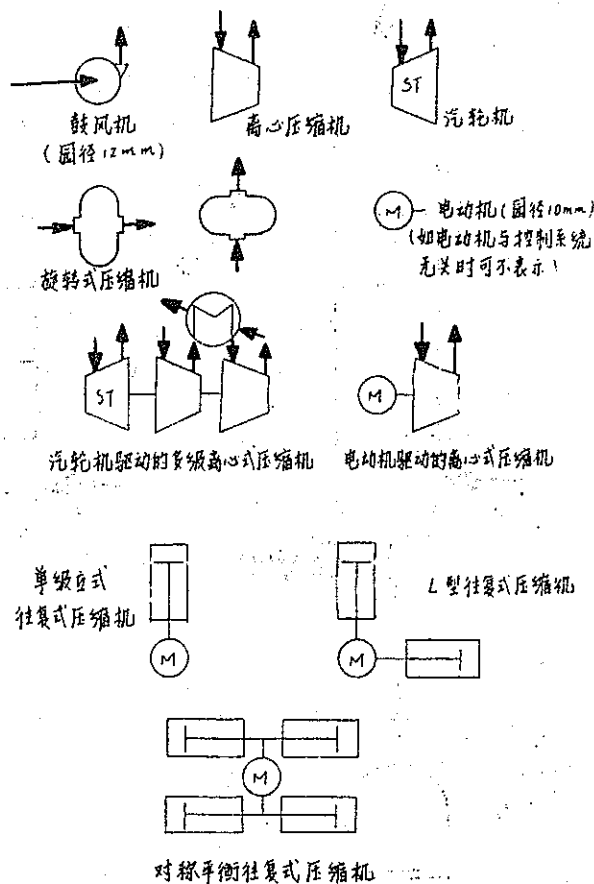 鼓风机
(园径12mm)
离心压缩机
ST
汽轮机
旋转式压缩机
M
电动机(园径10mm)
(如电动机与控制系统
无关时可不表示)
ST
汽轮机驱动的多级离心式压缩机
M
电动机驱动的离心式压缩机
单级立式
往复式压缩机
M
L型往复式压缩机
M
M
对称平衡往复式压缩机